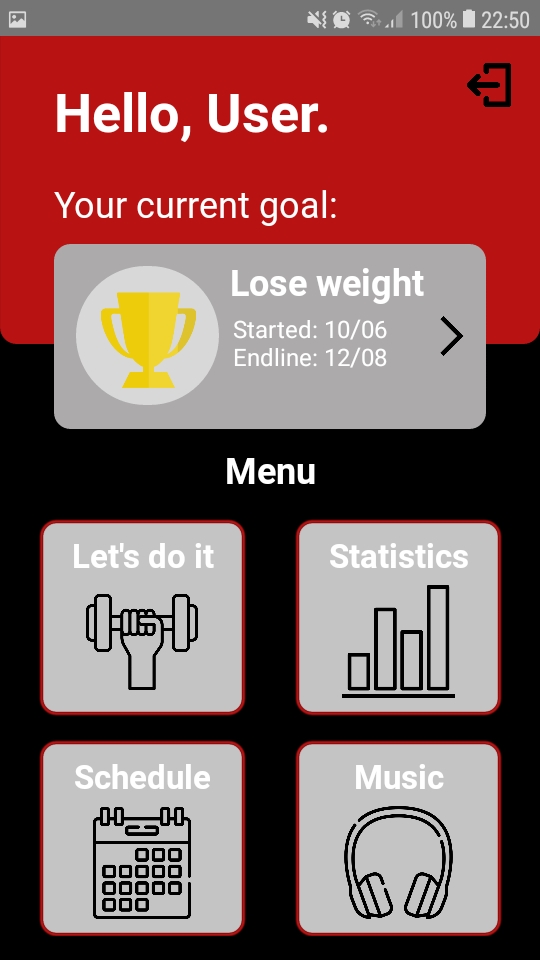 100% 22:50
Hello, User.
Your current goal:
Lose weight
Started: 10/06
Endline: 12/08
Menu
Let's do it
Statistics
Schedule
Music